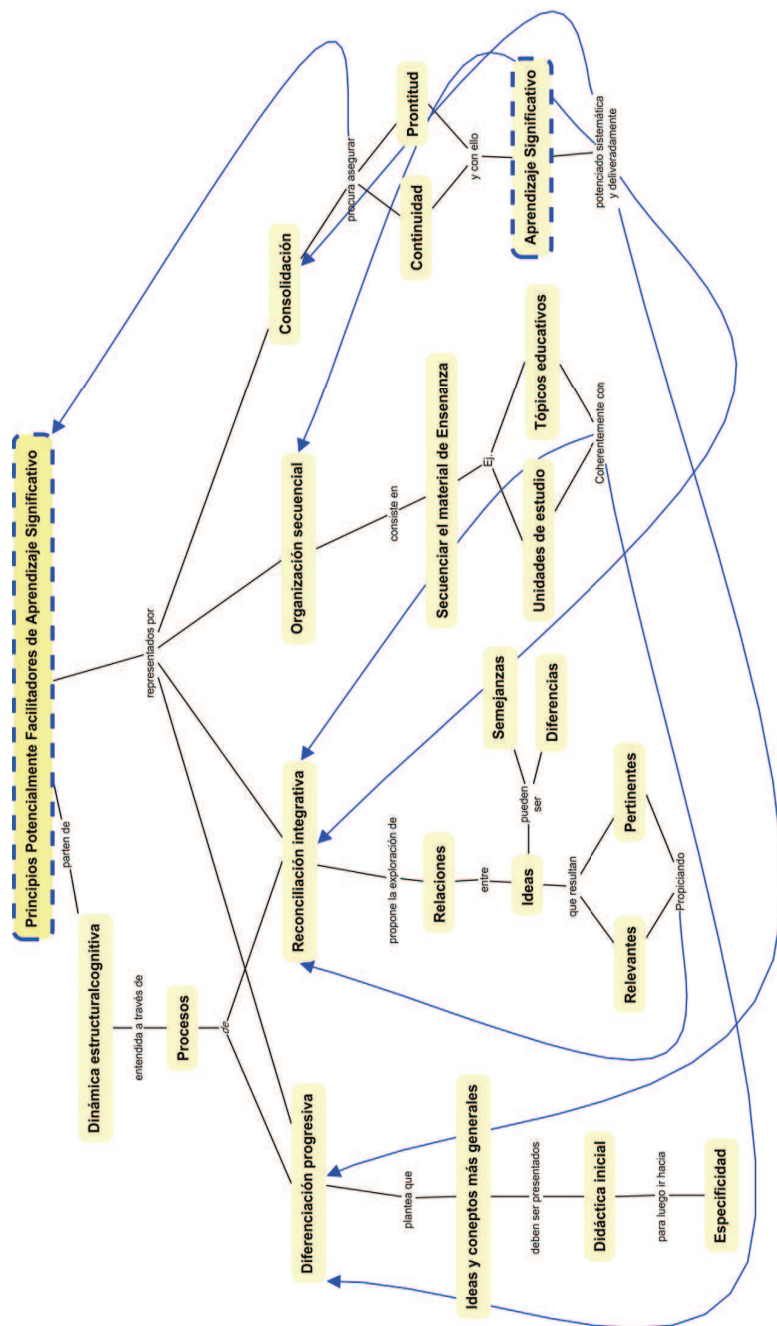 Principios Potencialmente Facilitadores de Aprendizaje Significativo
parten de
representados por
Dinámica estructuralcognitiva
entendida a través de
Procesos
de
Diferenciación progresiva
Reconciliación integrativa
Organización secuencial
Consolidación
plantea que
propone la exploración de
consiste en
procura asegurar
Ideas y coneptos más generales
Relaciones
Secuenciar el material de Ensenanza
Continuidad
Prontitud
deben ser presentados
entre
Ej.
y con ello
Didáctica inicial
Ideas
pueden
ser
Semejanzas
Diferencias
Unidades de estudio
Tópicos educativos
Aprendizaje Significativo
para luego ir hacia
que resultan
Coherentemente con
potenciado sistemática
y deliveradamente
Especificidad
Relevantes
Pertinentes
Propiciando